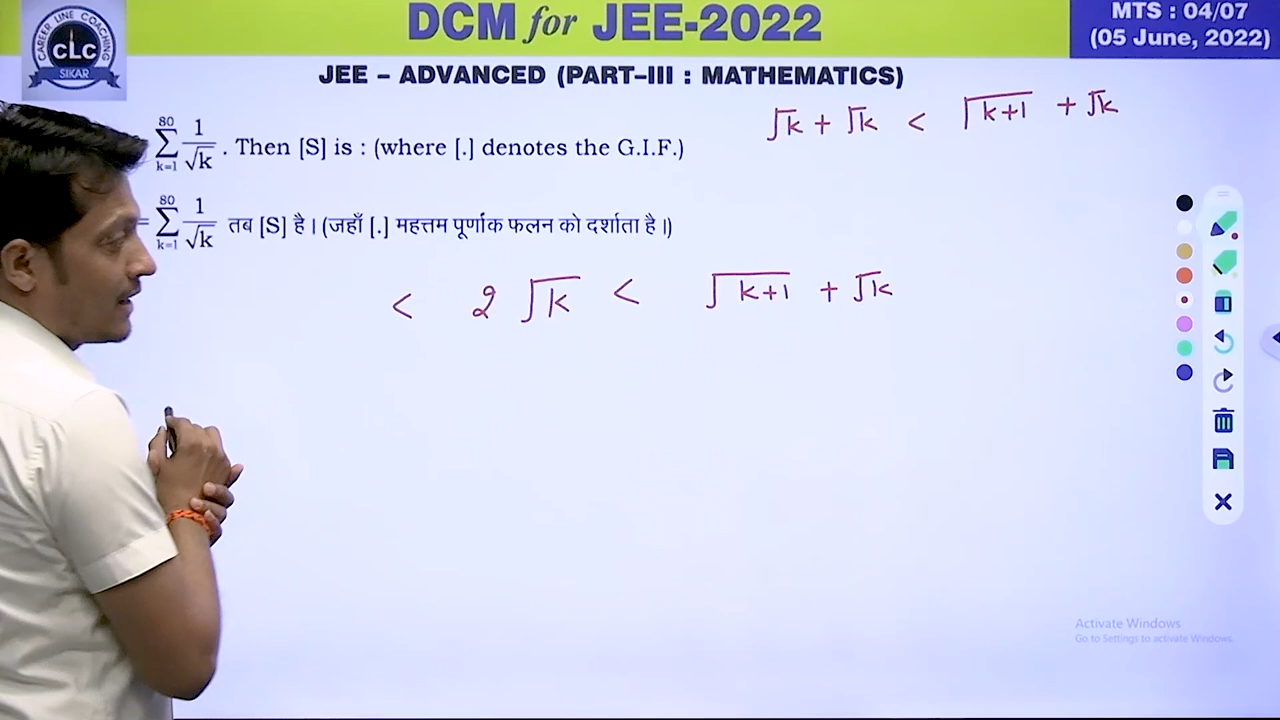 DCM for JEE-2022
MTS : 04/07
(05 June, 2022)
CAREER LINE COACHING
CLC
SIKAR
JEE – ADVANCED (PART–III : MATHEMATICS)
√k + √k < √k+1 + √k
80
∑ 1/√k . Then [S] is : (where [.] denotes the G.I.F.)
k=1
80
= ∑ 1/√k तब [S] है। (जहाँ [.] महत्तम पूर्णांक फलन को दर्शाता है।)
k=1
< 2 √k < √k+1 + √k
Activate Windows
Go to Settings to activate Windows.